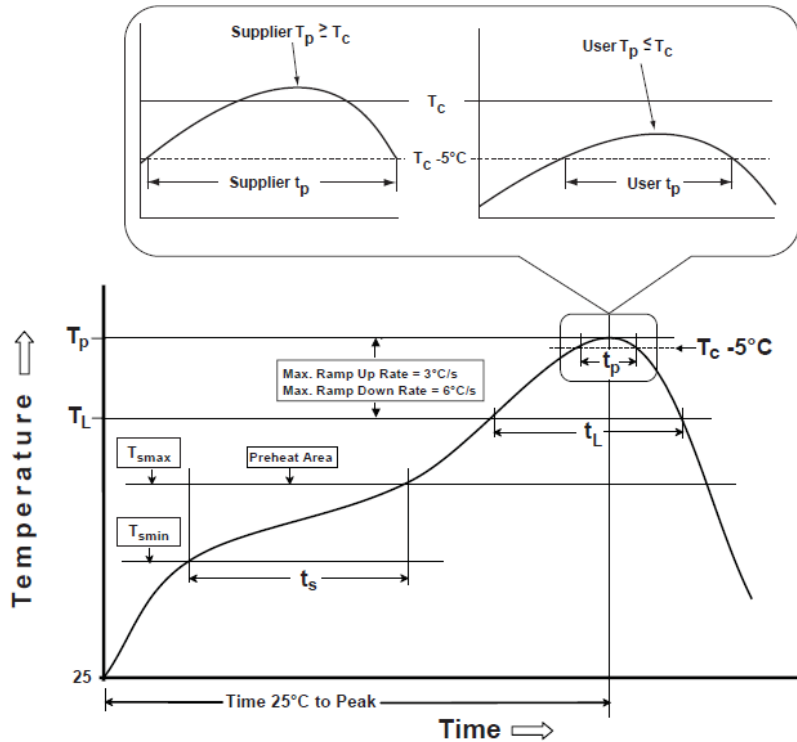 Supplier Tp ≥ Tc
User Tp ≤ Tc
Tc
Tc -5°C
Supplier tp
User tp
Tp
Tc -5°C
tp
Max. Ramp Up Rate = 3°C/s
Max. Ramp Down Rate = 6°C/s
TL
tL
Tsmax
Preheat Area
Tsmin
ts
Temperature
25
Time 25°C to Peak
Time